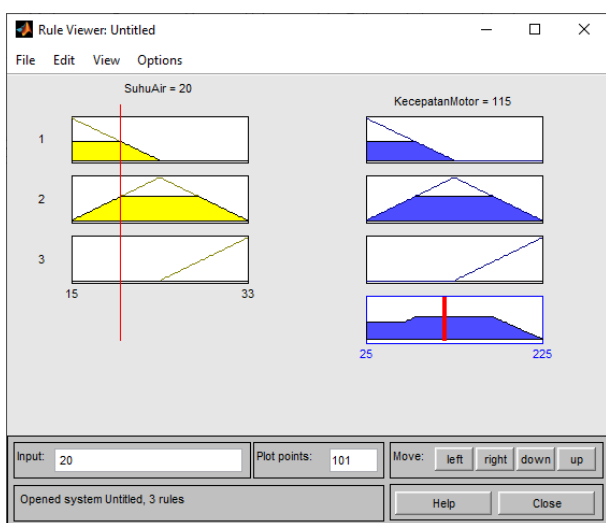 Rule Viewer: Untitled
File Edit View Options
SuhuAir = 20
KecepatanMotor = 115
1
2
3
15 33
25 225
Input: 20 Plot points: 101 Move: left right down up
Opened system Untitled, 3 rules Help Close